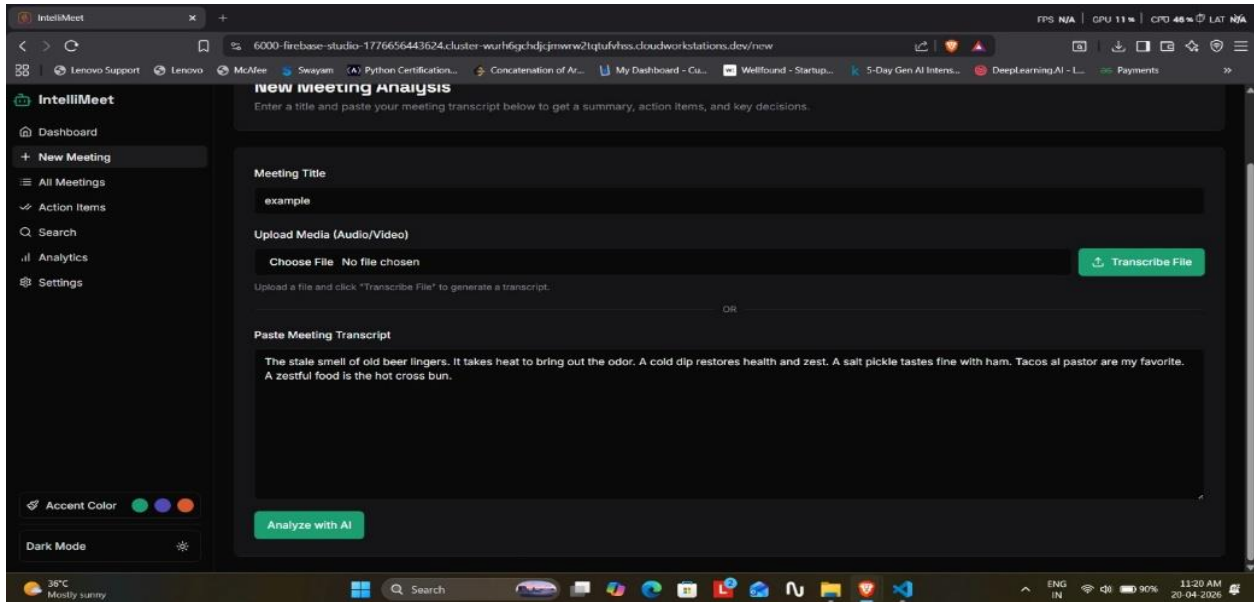 IntelliMeet
FPS N/A | GPU 11% | CPU 46% LAT N/A
6000-firebase-studio-1776656443624.cluster-wurh6gchdjcjmwrw2tqtufvhss.cloudworkstations.dev/new
Lenovo Support Lenovo McAfee Swayam Python Certification... Concatenation of Ar... My Dashboard - Cu... Wellfound - Startup... 5-Day Gen AI Intens... DeepLearning.AI - L... Payments »
IntelliMeet
Dashboard
+ New Meeting
All Meetings
Action Items
Search
Analytics
Settings
Accent Color
Dark Mode
New Meeting Analysis
Enter a title and paste your meeting transcript below to get a summary, action items, and key decisions.
Meeting Title
example
Upload Media (Audio/Video)
Choose File No file chosen
Transcribe File
Upload a file and click "Transcribe File" to generate a transcript.
OR
Paste Meeting Transcript
The stale smell of old beer lingers. It takes heat to bring out the odor. A cold dip restores health and zest. A salt pickle tastes fine with ham. Tacos al pastor are my favorite.
A zestful food is the hot cross bun.
Analyze with AI
36°C
Mostly sunny
Search
ENG
IN
90%
11:20 AM
20-04-2026